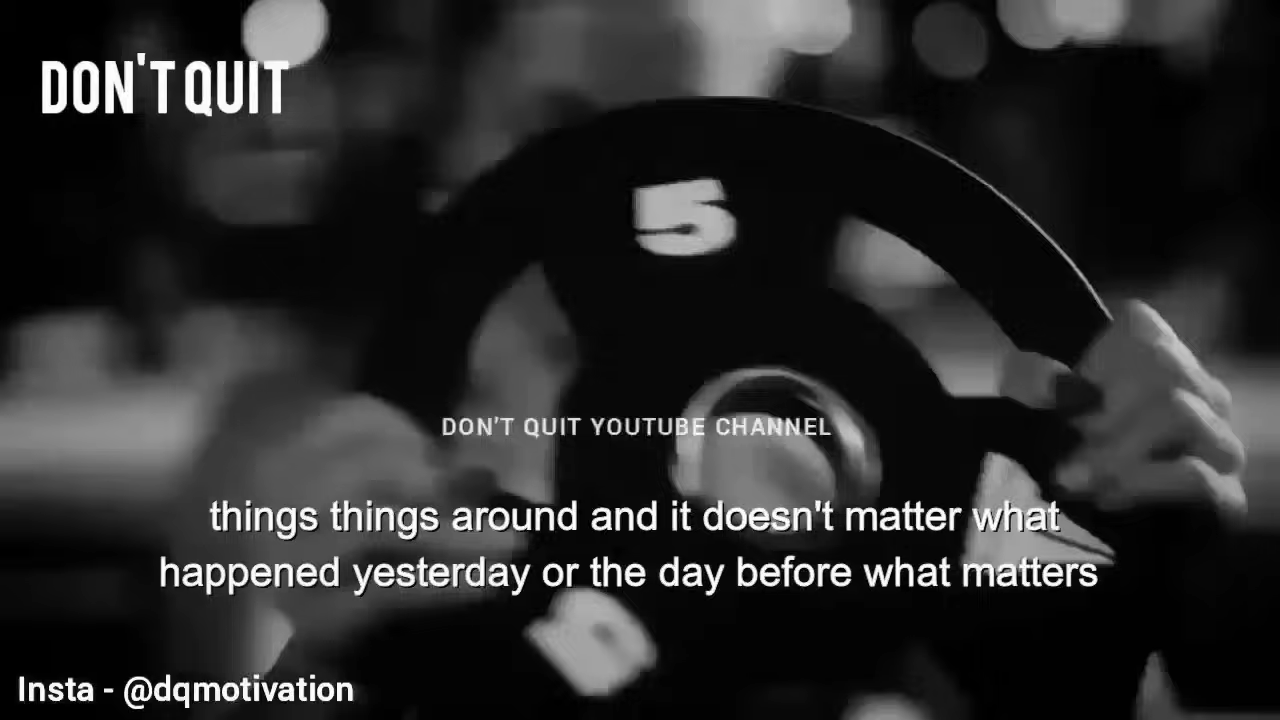 DON'T QUIT
5
DON'T QUIT YOUTUBE CHANNEL
things things around and it doesn't matter what
happened yesterday or the day before what matters
Insta - @dqmotivation